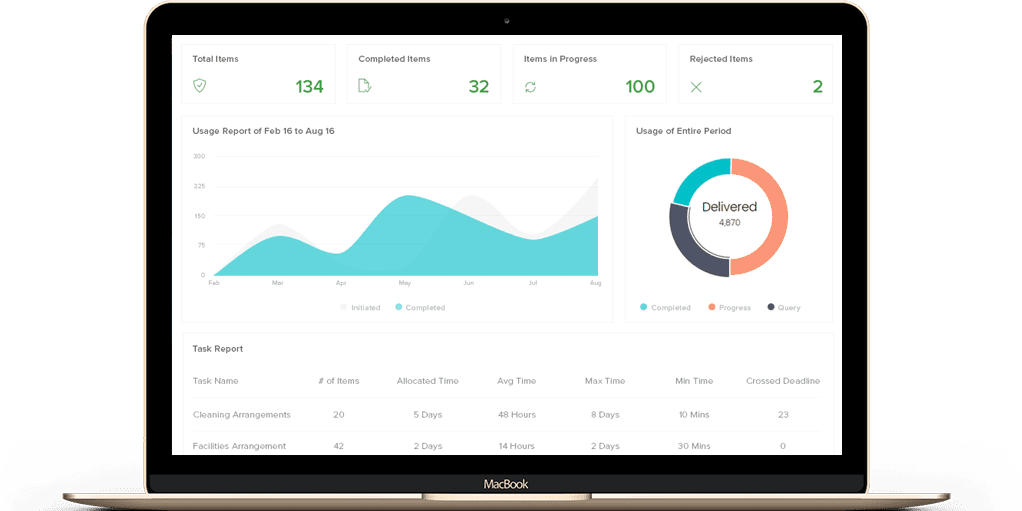 Total Items
134
Completed Items
32
Items in Progress
100
Rejected Items
2
Usage Report of Feb 16 to Aug 16
300
225
150
75
0
Feb Mar Apr May Jun Jul Aug
Initiated Completed
Usage of Entire Period
Delivered
4,870
Completed Progress Query
Task Report
Task Name # of Items Allocated Time Avg Time Max Time Min Time Crossed Deadline
Cleaning Arrangements 20 5 Days 48 Hours 8 Days 10 Mins 23
Facilities Arrangement 42 2 Days 14 Hours 2 Days 30 Mins 0
MacBook